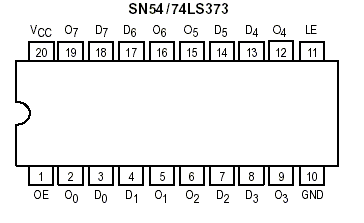 SN54/74LS373
VCC O7 D7 D6 O6 O5 D5 D4 O4 LE
20 19 18 17 16 15 14 13 12 11
1 2 3 4 5 6 7 8 9 10
OE O0 D0 D1 O1 O2 D2 D3 O3 GND